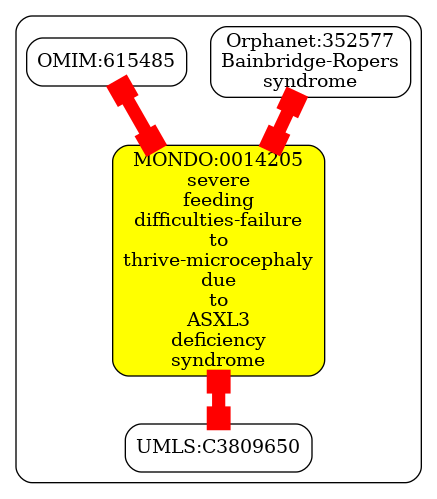 OMIM:615485
Orphanet:352577
Bainbridge-Ropers
syndrome
MONDO:0014205
severe
feeding
difficulties-failure
to
thrive-microcephaly
due
to
ASXL3
deficiency
syndrome
UMLS:C3809650